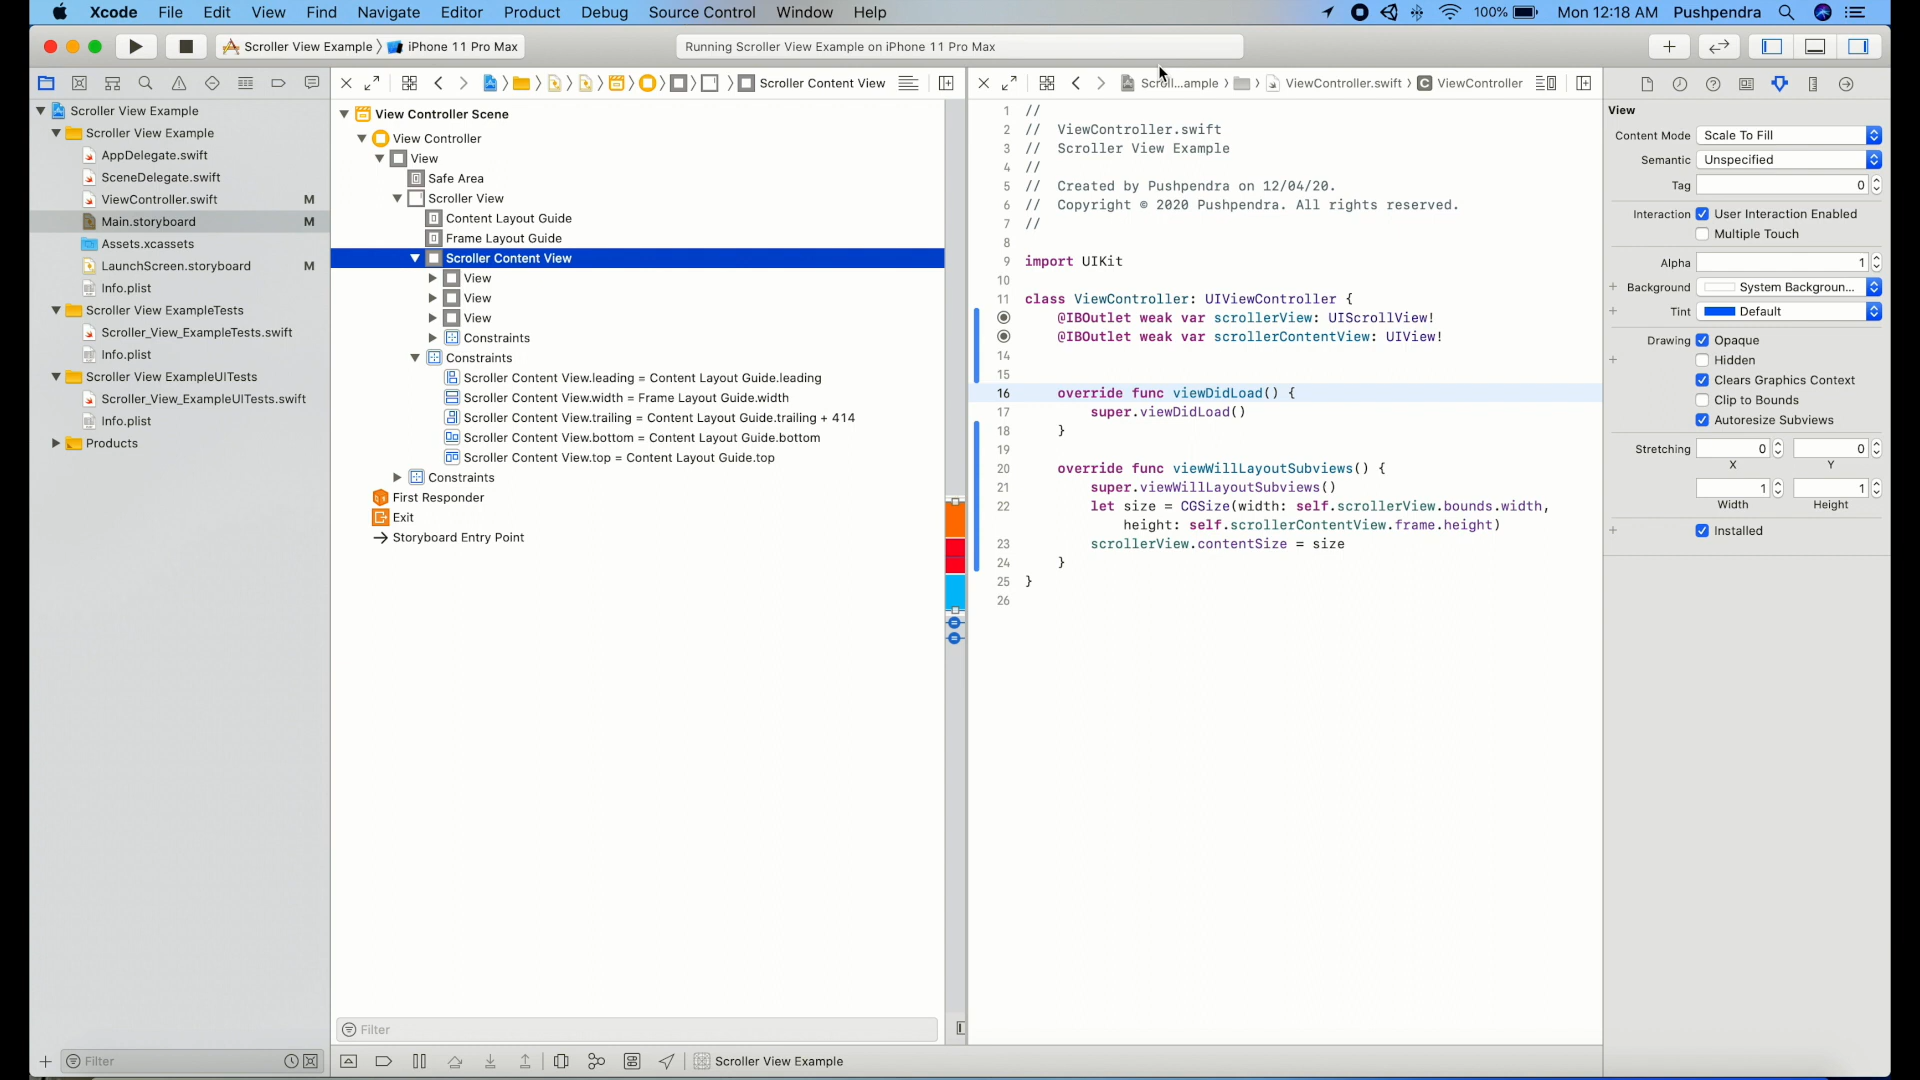 Xcode File Edit View Find Navigate Editor Product Debug Source Control Window Help 100% Mon 12:18 AM Pushpendra
Scroller View Example iPhone 11 Pro Max Running Scroller View Example on iPhone 11 Pro Max
Scroller Content View Scroll...ample ViewController.swift C ViewController
Scroller View Example
Scroller View Example
AppDelegate.swift
SceneDelegate.swift
ViewController.swift M
Main.storyboard M
Assets.xcassets
LaunchScreen.storyboard M
Info.plist
Scroller View ExampleTests
Scroller_View_ExampleTests.swift
Info.plist
Scroller View ExampleUITests
Scroller_View_ExampleUITests.swift
Info.plist
Products
Filter
View Controller Scene
View Controller
View
Safe Area
Scroller View
Content Layout Guide
Frame Layout Guide
Scroller Content View
View
View
View
Constraints
Constraints
Scroller Content View.leading = Content Layout Guide.leading
Scroller Content View.width = Frame Layout Guide.width
Scroller Content View.trailing = Content Layout Guide.trailing + 414
Scroller Content View.bottom = Content Layout Guide.bottom
Scroller Content View.top = Content Layout Guide.top
Constraints
First Responder
Exit
Storyboard Entry Point
Filter
1 //
2 // ViewController.swift
3 // Scroller View Example
4 //
5 // Created by Pushpendra on 12/04/20.
6 // Copyright © 2020 Pushpendra. All rights reserved.
7 //
8
9 import UIKit
10
11 class ViewController: UIViewController {
@IBOutlet weak var scrollerView: UIScrollView!
@IBOutlet weak var scrollerContentView: UIView!
14
15
16 override func viewDidLoad() {
17 super.viewDidLoad()
18 }
19
20 override func viewWillLayoutSubviews() {
21 super.viewWillLayoutSubviews()
22 let size = CGSize(width: self.scrollerView.bounds.width,
height: self.scrollerContentView.frame.height)
23 scrollerView.contentSize = size
24 }
25 }
26
Scroller View Example
View
Content Mode Scale To Fill
Semantic Unspecified
Tag 0
Interaction User Interaction Enabled
Multiple Touch
Alpha 1
+ Background System Backgroun...
+ Tint Default
Drawing Opaque
+ Hidden
Clears Graphics Context
Clip to Bounds
Autoresize Subviews
Stretching 0 0
X Y
1 1
Width Height
+ Installed